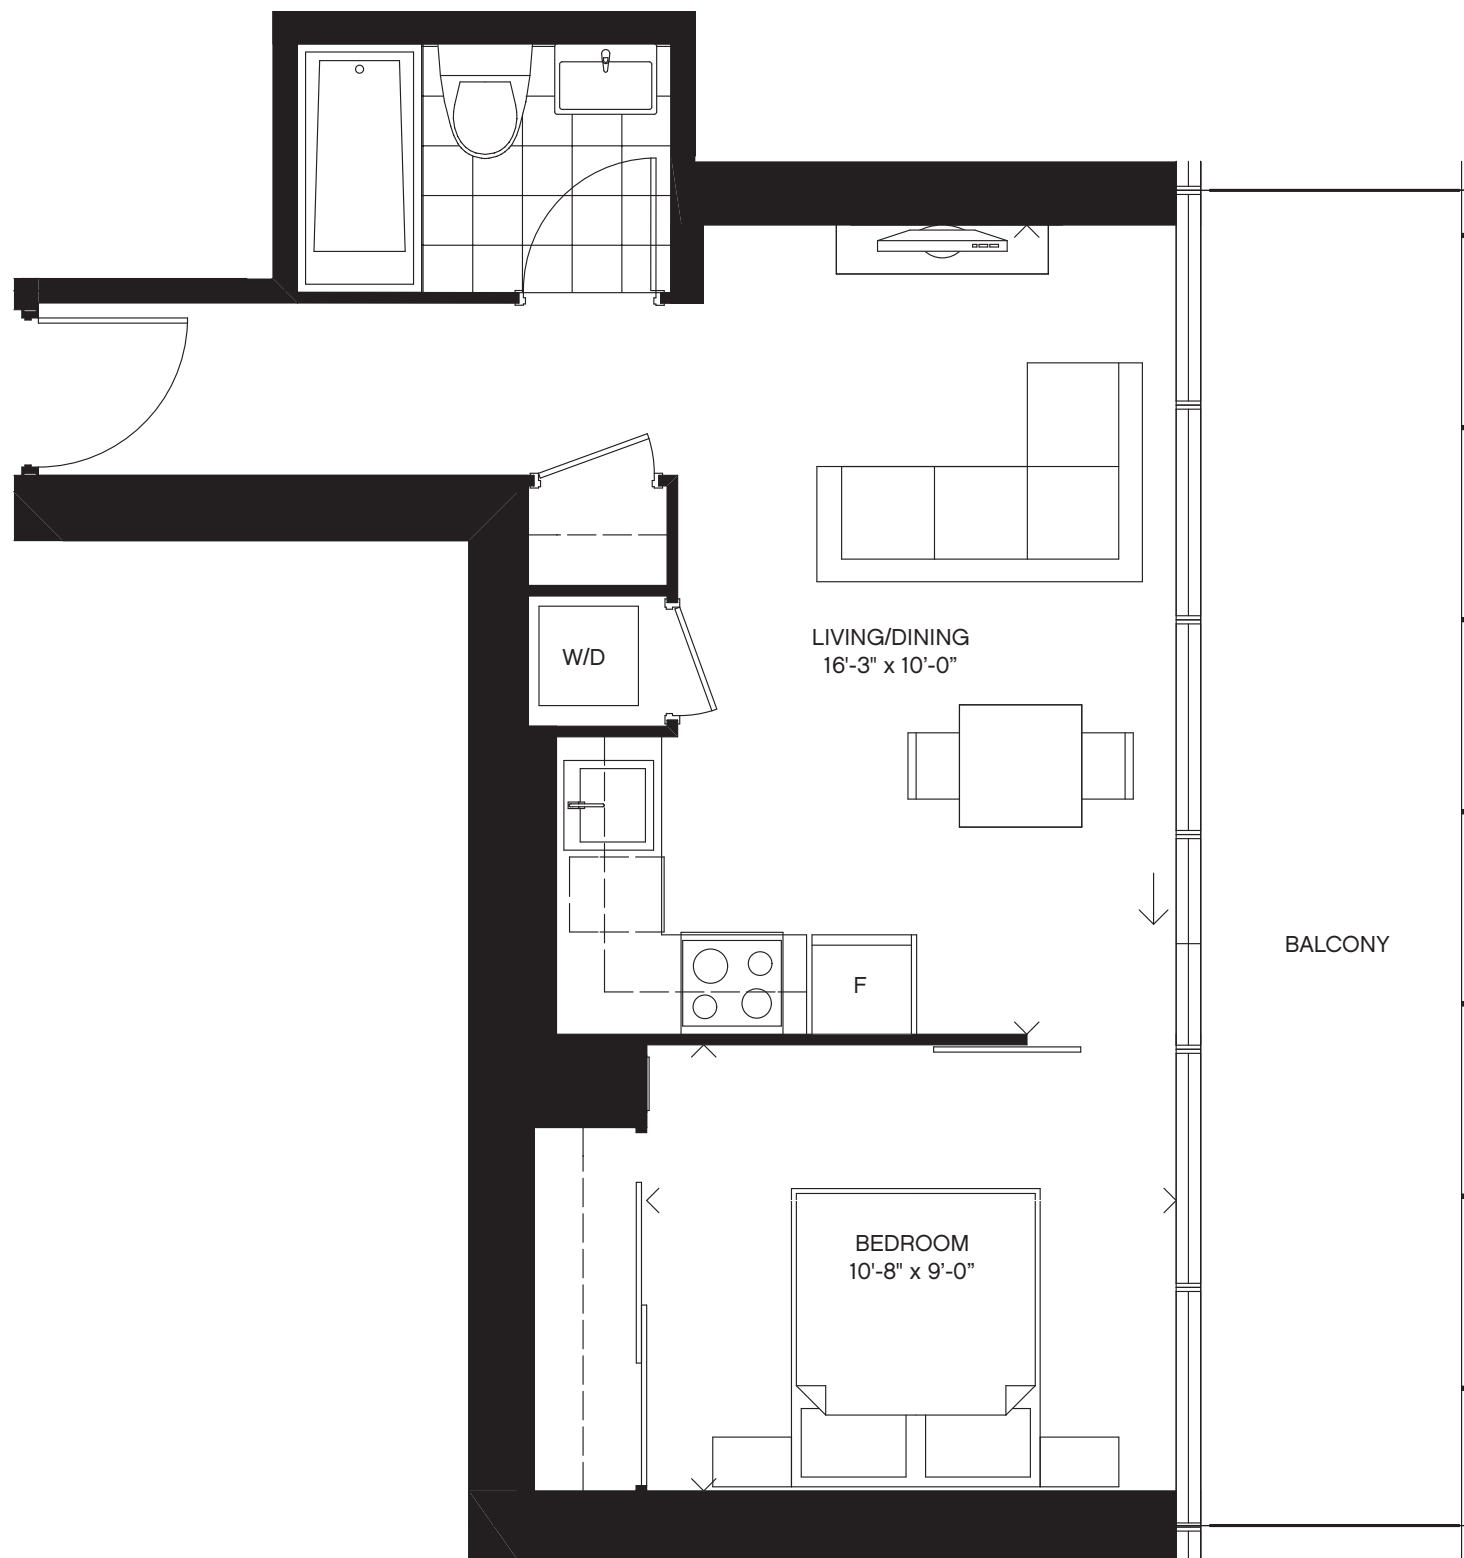 LIVING/DINING
16'-3" x 10’-0”
W/D
BALCONY
F
BEDROOM
10'-8" x 9’-0”